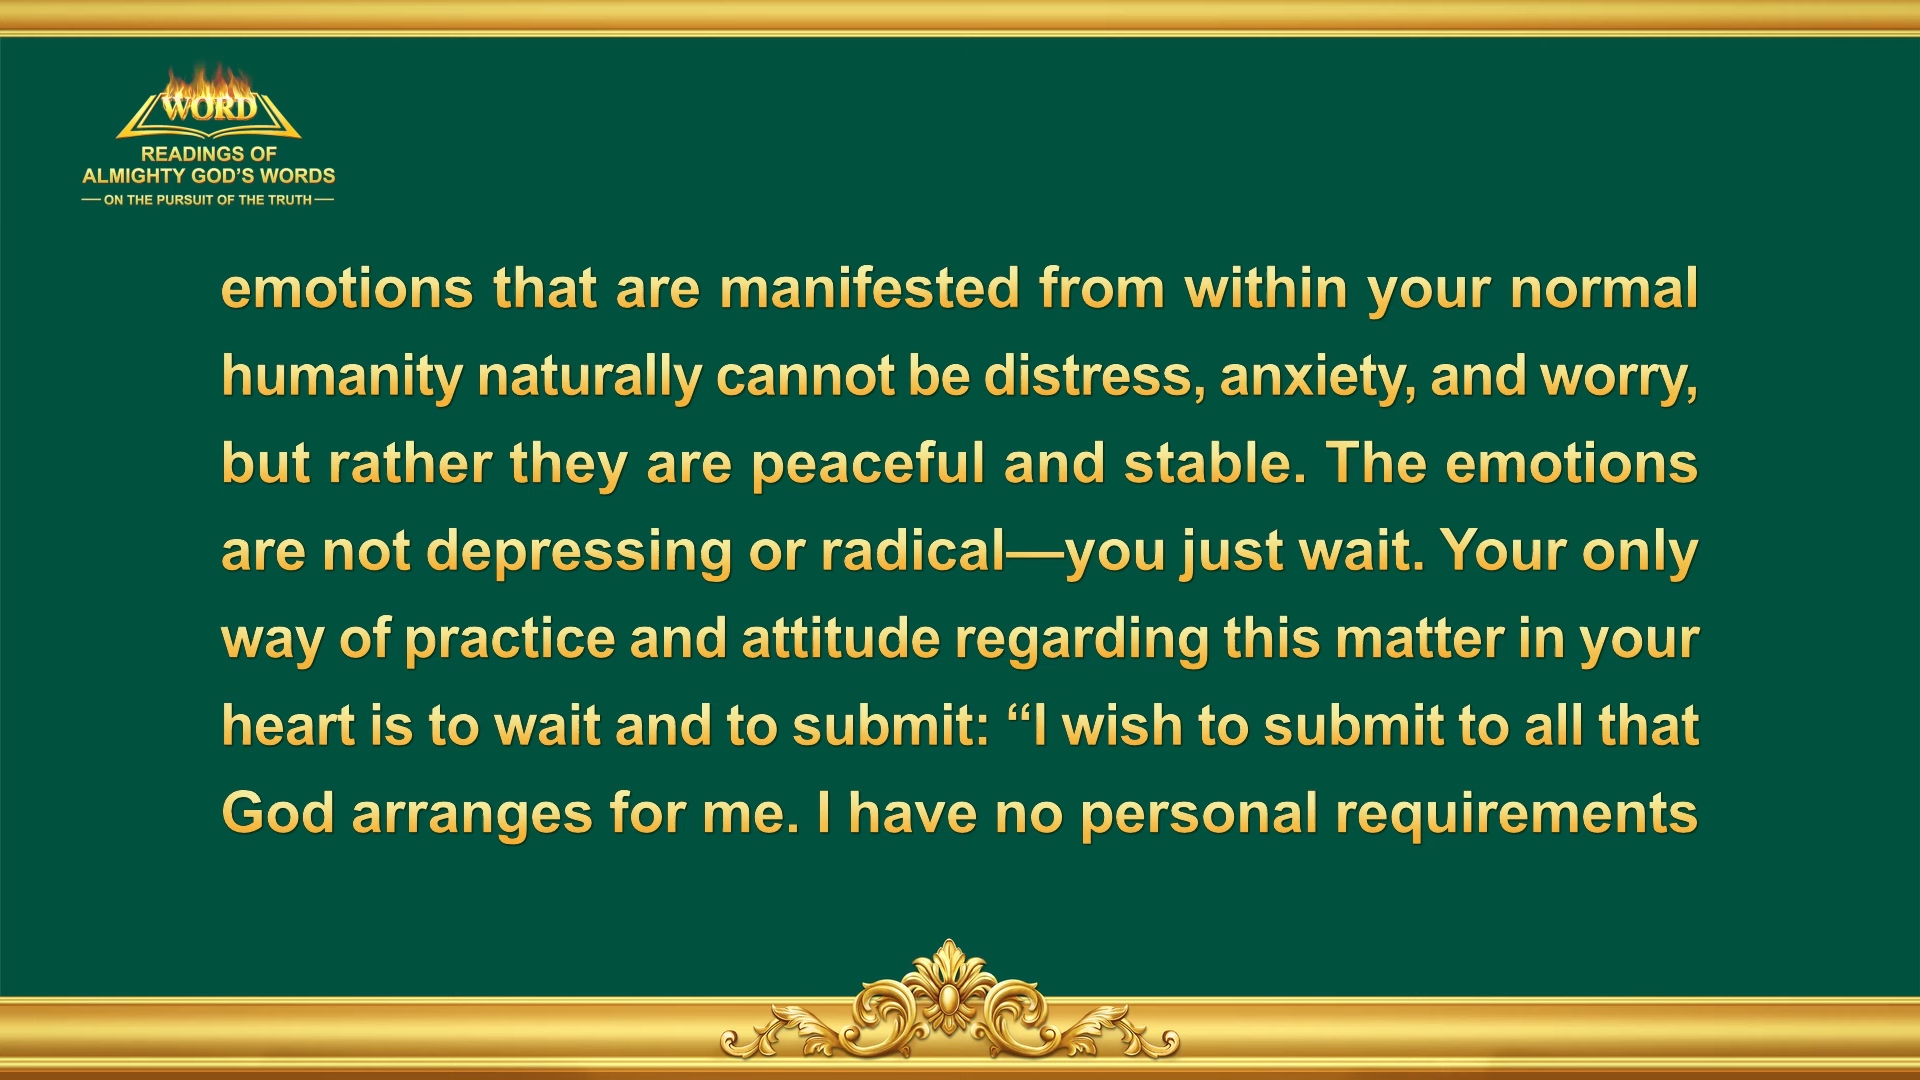 WORD
READINGS OF
ALMIGHTY GOD’S WORDS
— ON THE PURSUIT OF THE TRUTH —
emotions that are manifested from within your normal
humanity naturally cannot be distress, anxiety, and worry,
but rather they are peaceful and stable. The emotions
are not depressing or radical—you just wait. Your only
way of practice and attitude regarding this matter in your
heart is to wait and to submit: “I wish to submit to all that
God arranges for me. I have no personal requirements